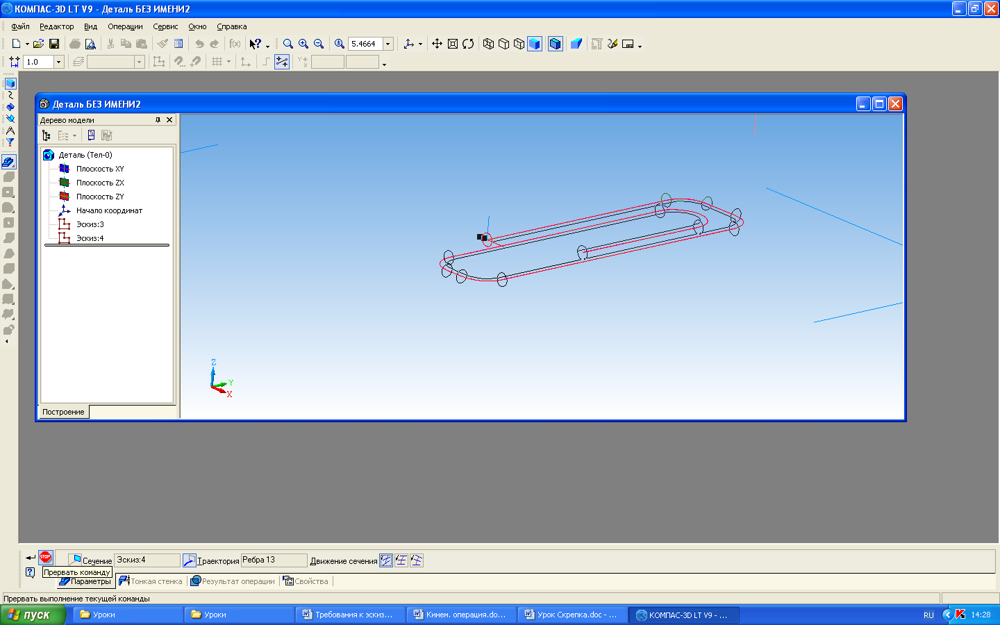 КОМПАС-3D LT V9 - Деталь БЕЗ ИМЕНИ2
Файл Редактор Вид Операции Сервис Окно Справка
5.4664
f(x)
1.0
Деталь БЕЗ ИМЕНИ2
Дерево модели
Деталь (Тел-0)
Плоскость XY
Плоскость ZX
Плоскость ZY
Начало координат
Эскиз:3
Эскиз:4
Построение
Z
Y
X
STOP
Сечение Эскиз:4 Траектория Ребра 13 Движение сечения
Прервать команду
Параметры Тонкая стенка Результат операции Свойства
Прервать выполнение текущей команды
пуск Уроки Уроки Требования к эскиз... Кинем. операция.do... Урок Скрепка.doc - ... КОМПАС-3D LT V9 - ... RU 14:28